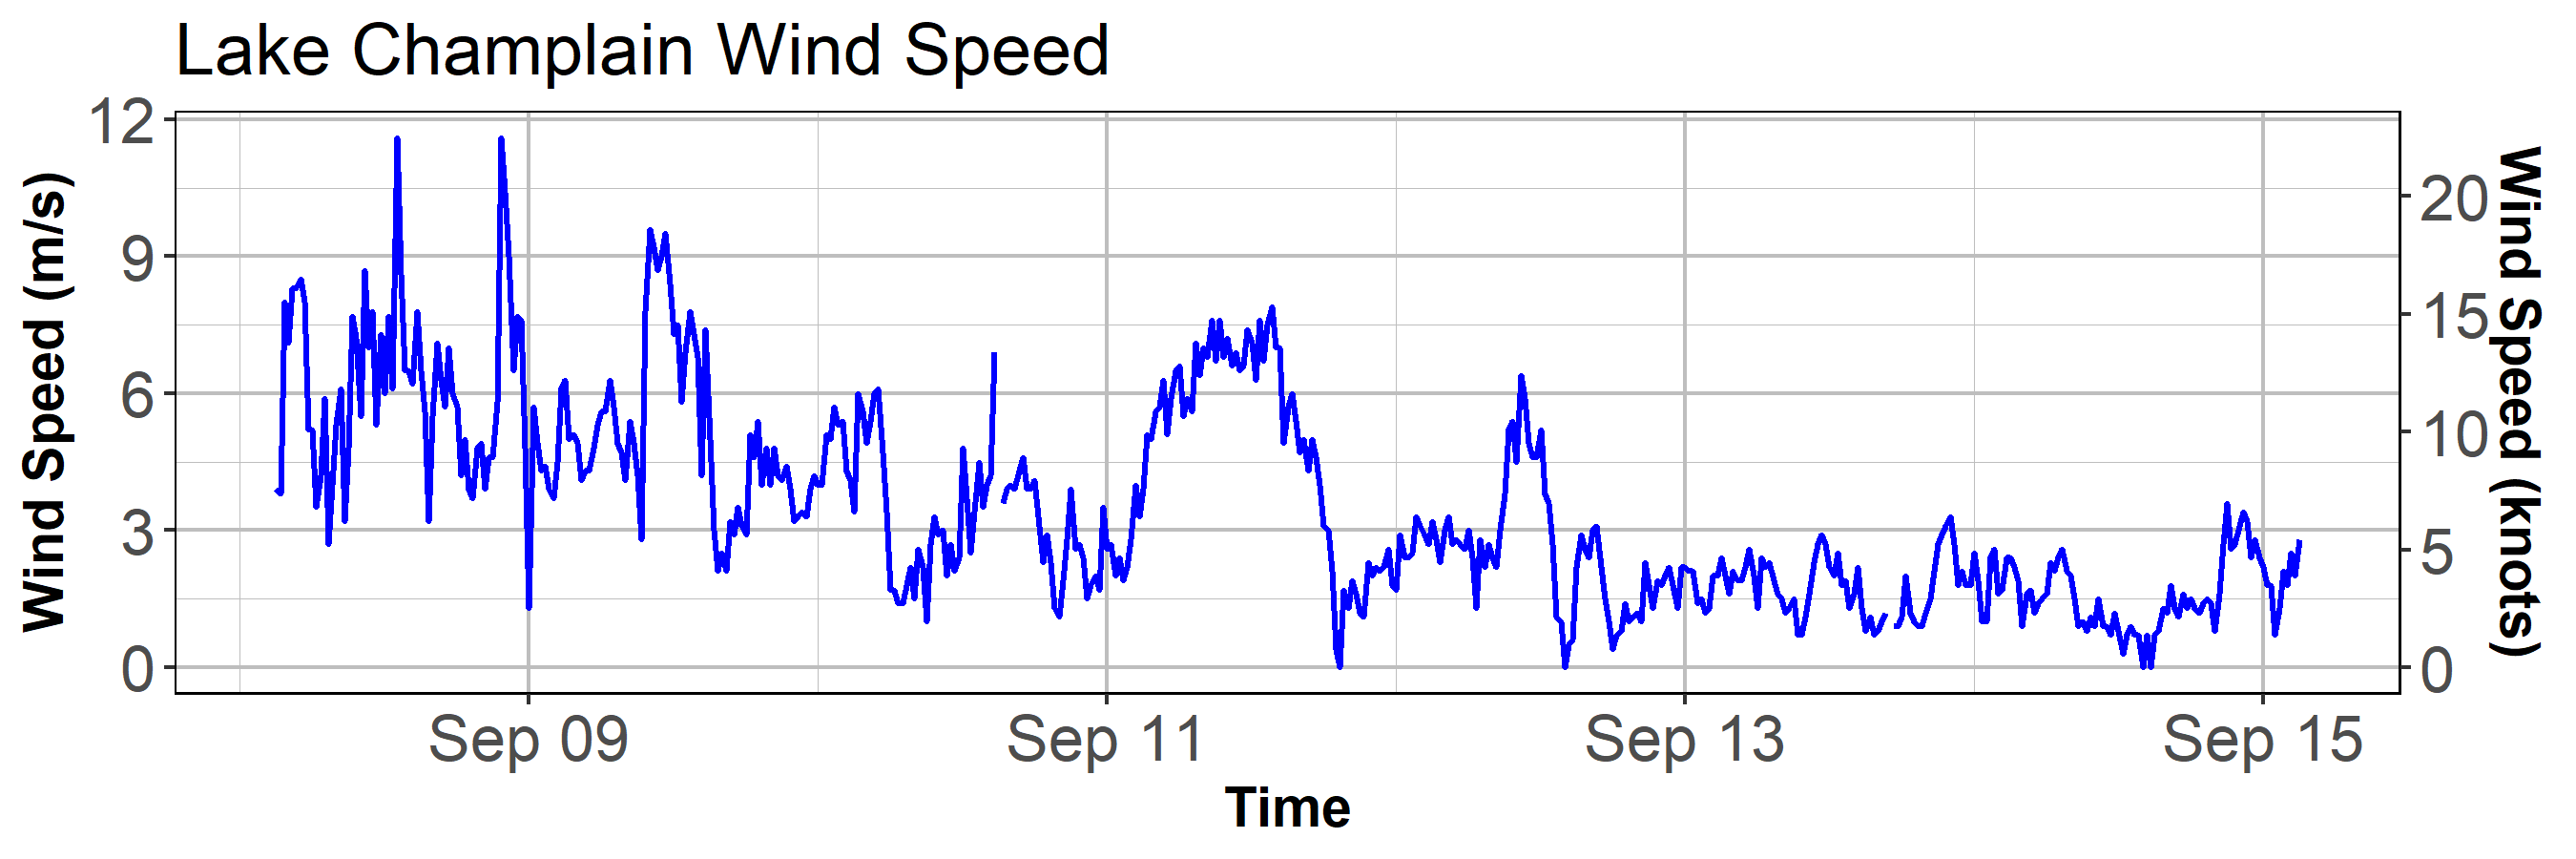 Lake Champlain Wind Speed
12
9
6
3
0
Wind Speed (m/s)
20
15
10
5
0
Wind Speed (knots)
Sep 09
Sep 11
Sep 13
Sep 15
Time